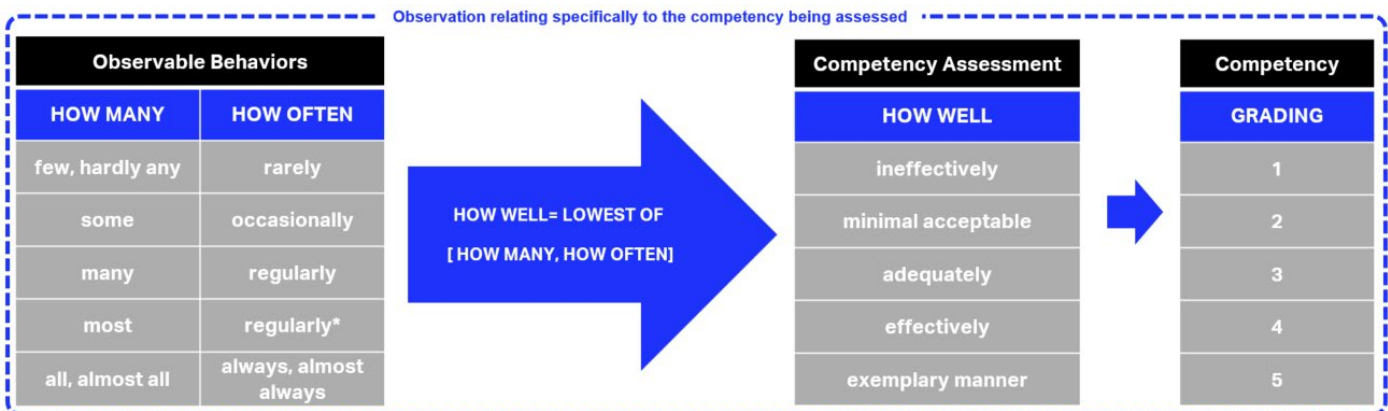 Observation relating specifically to the competency being assessed
Observable Behaviors
HOW MANY HOW OFTEN
few, hardly any rarely
some occasionally
many regularly
most regularly*
all, almost all always, almost
always
HOW WELL= LOWEST OF
[ HOW MANY, HOW OFTEN]
Competency Assessment
HOW WELL
ineffectively
minimal acceptable
adequately
effectively
exemplary manner
Competency
GRADING
1
2
3
4
5